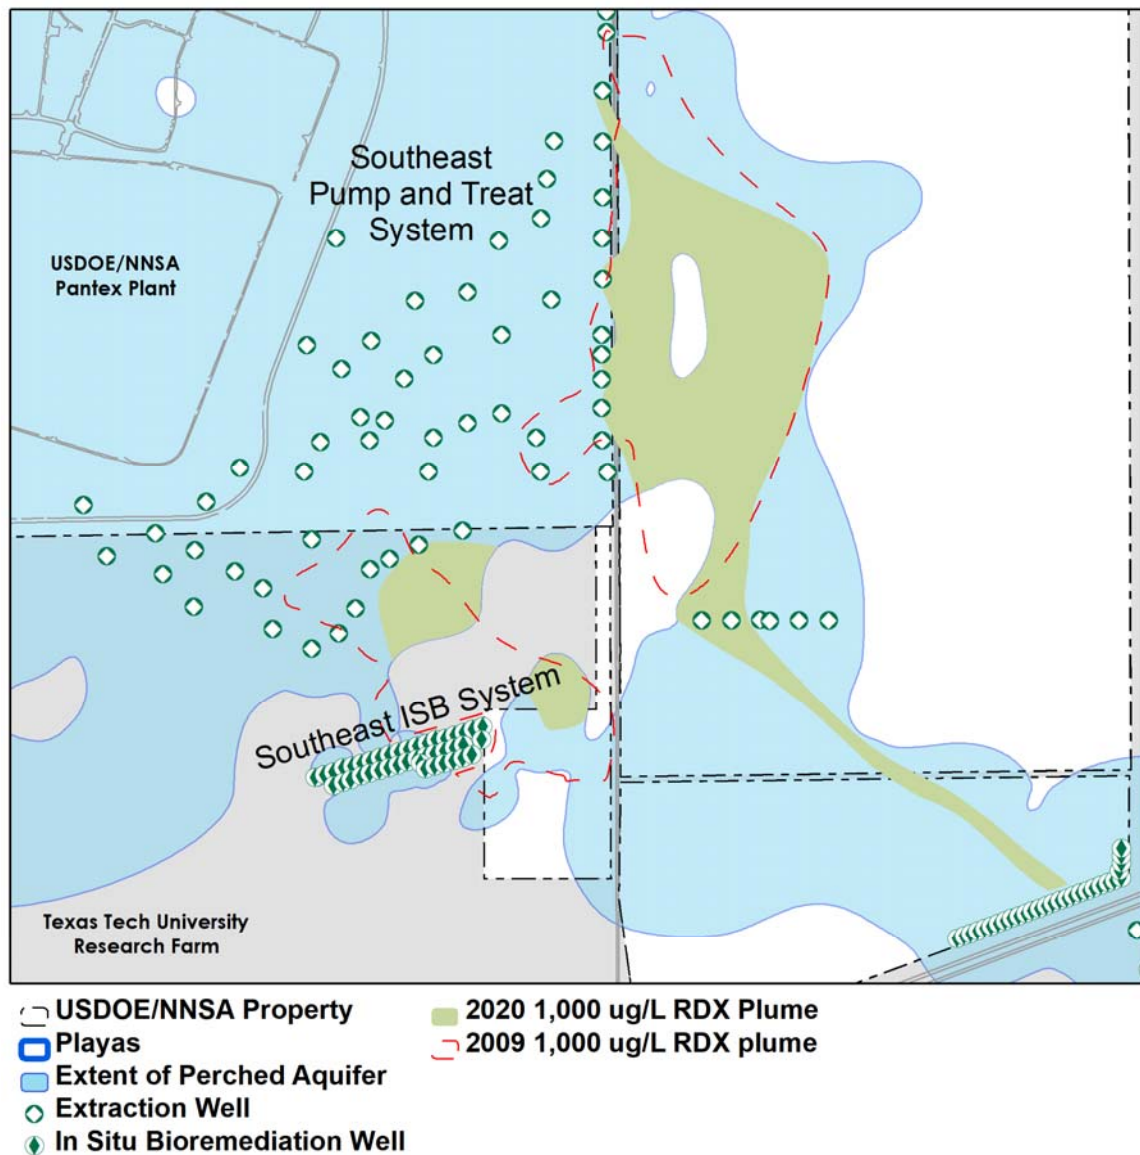 Southeast
Pump and Treat
System
USDOE/NNSA
Pantex Plant
Southeast ISB System
Texas Tech University
Research Farm
USDOE/NNSA Property
Playas
Extent of Perched Aquifer
Extraction Well
In Situ Bioremediation Well
2020 1,000 ug/L RDX Plume
2009 1,000 ug/L RDX plume